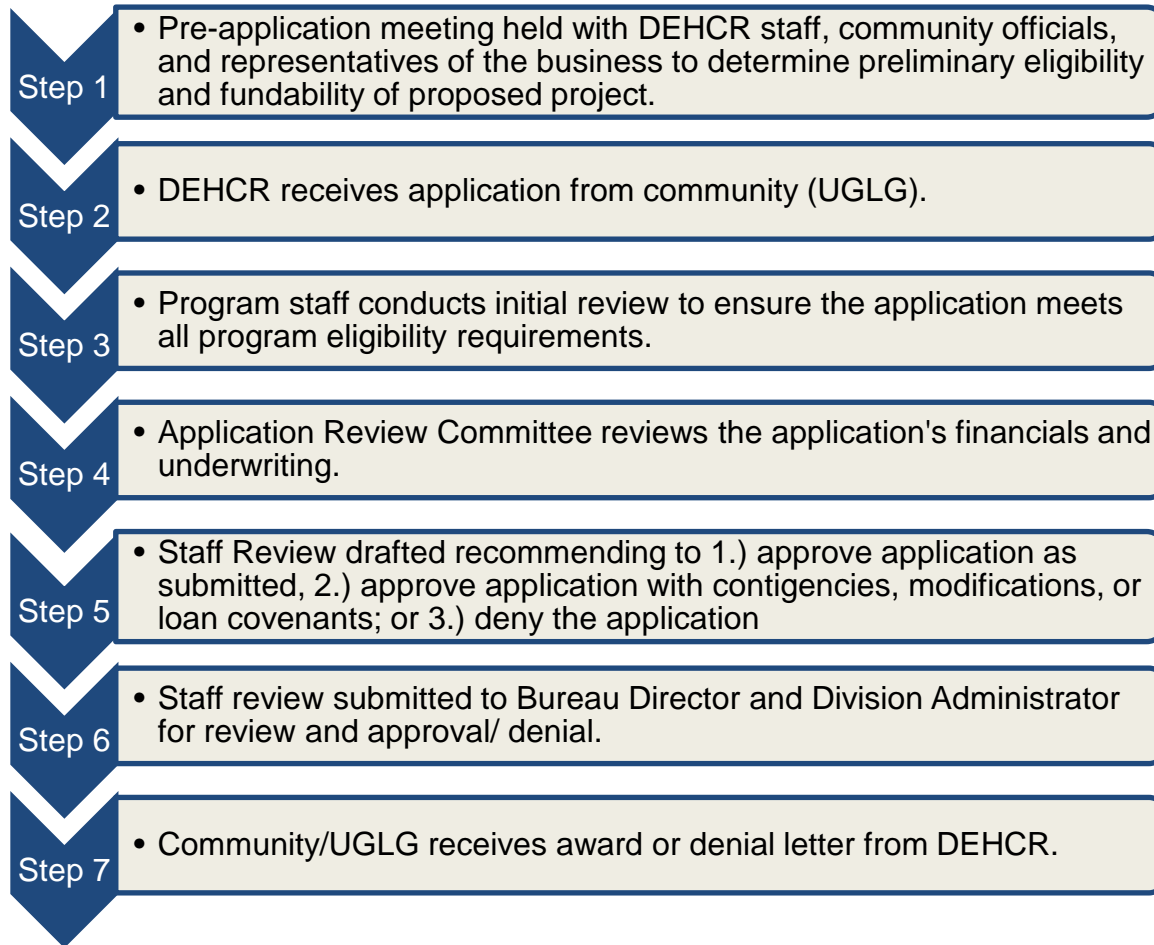 Step 1
• Pre-application meeting held with DEHCR staff, community officials,
and representatives of the business to determine preliminary eligibility
and fundability of proposed project.
Step 2
• DEHCR receives application from community (UGLG).
Step 3
• Program staff conducts initial review to ensure the application meets
all program eligibility requirements.
Step 4
• Application Review Committee reviews the application's financials and
underwriting.
Step 5
• Staff Review drafted recommending to 1.) approve application as
submitted, 2.) approve application with contigencies, modifications, or
loan covenants; or 3.) deny the application
Step 6
• Staff review submitted to Bureau Director and Division Administrator
for review and approval/ denial.
Step 7
• Community/UGLG receives award or denial letter from DEHCR.